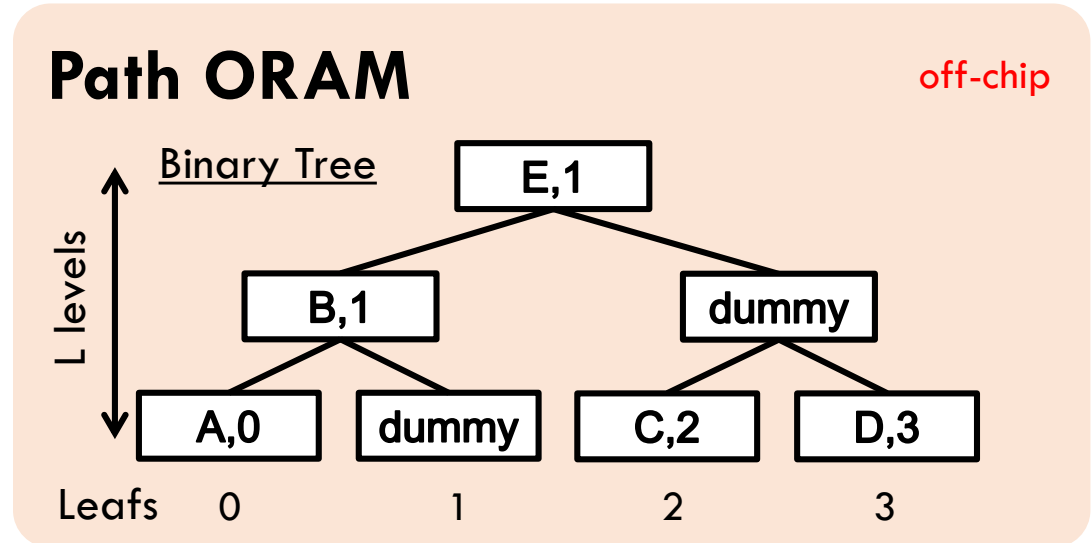 Path ORAM
off-chip
Binary Tree
E,1
L levels
B,1
dummy
A,0
dummy
C,2
D,3
Leafs 0 1 2 3